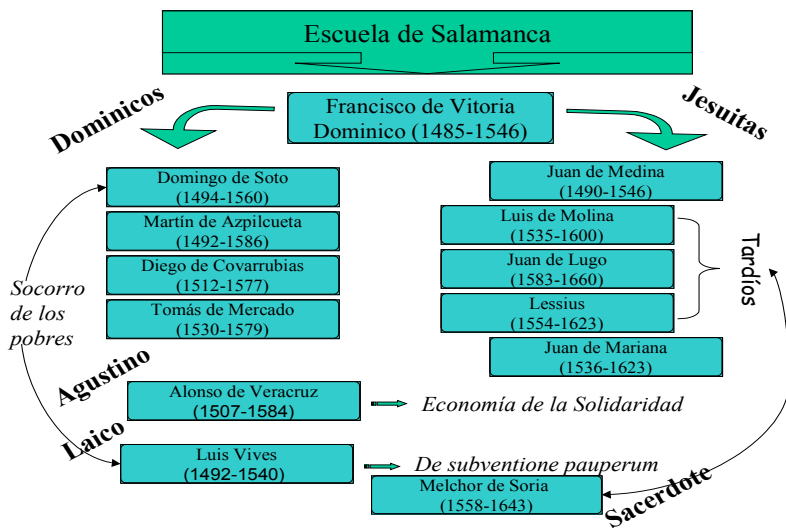 Escuela de Salamanca
Francisco de Vitoria
Dominico (1485-1546)
Dominicos
Jesuitas
Domingo de Soto
(1494-1560)
Martín de Azpilcueta
(1492-1586)
Diego de Covarrubias
(1512-1577)
Tomás de Mercado
(1530-1579)
Socorro
de los
pobres
Juan de Medina
(1490-1546)
Luis de Molina
(1535-1600)
Juan de Lugo
(1583-1660)
Lessius
(1554-1623)
Juan de Mariana
(1536-1623)
Tardíos
Agustino
Alonso de Veracruz
(1507-1584)
Economía de la Solidaridad
Laico
Luis Vives
(1492-1540)
De subventione pauperum
Melchor de Soria
(1558-1643)
Sacerdote